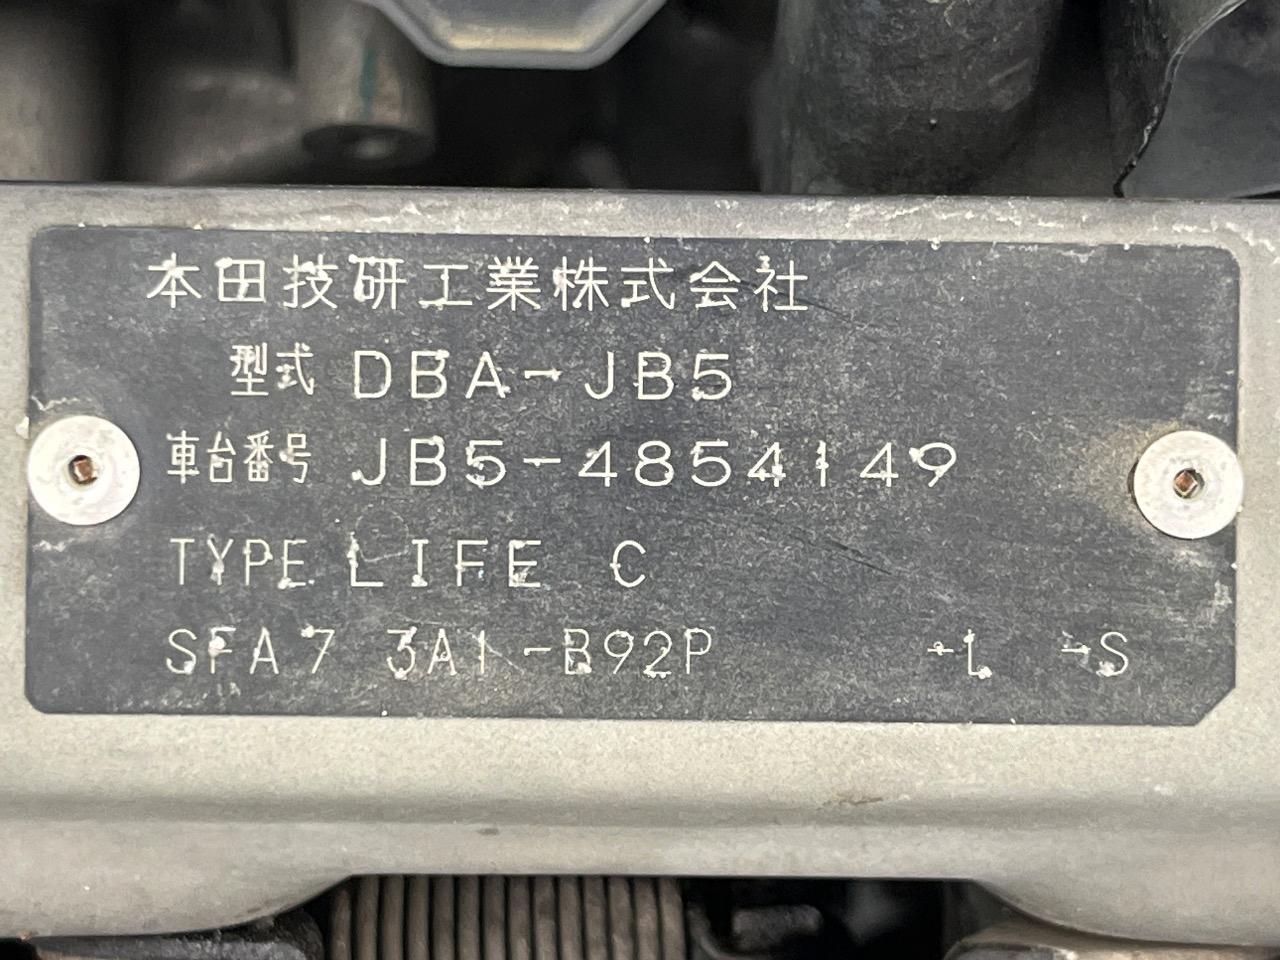 本田技研工業株式会社
型式 DBA-JB5
車台番号 JB5-4854149
TYPE LIFE C
SFA7 3A1-B92P -L -S